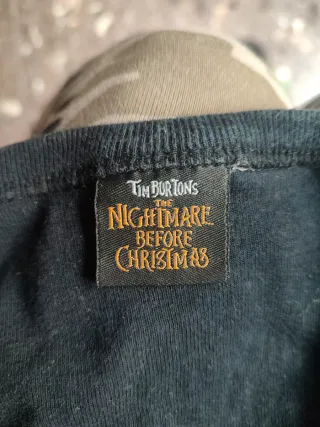 TIM BURTON'S
THE
NIGHTMARE
BEFORE
CHRISTMAS